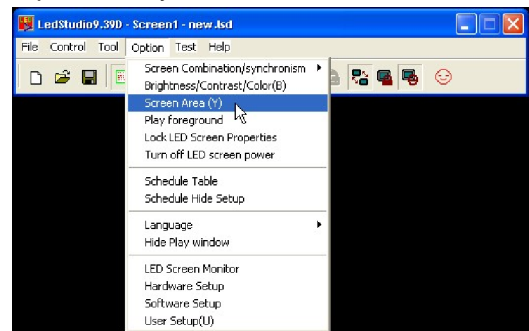 LedStudio9.39D - Screen1 - new.lsd
File Control Tool Option Test Help
Screen Combination/synchronism
Brightness/Contrast/Color(B)
Screen Area (Y)
Play foreground
Lock LED Screen Properties
Turn off LED screen power
Schedule Table
Schedule Hide Setup
Language
Hide Play window
LED Screen Monitor
Hardware Setup
Software Setup
User Setup(U)